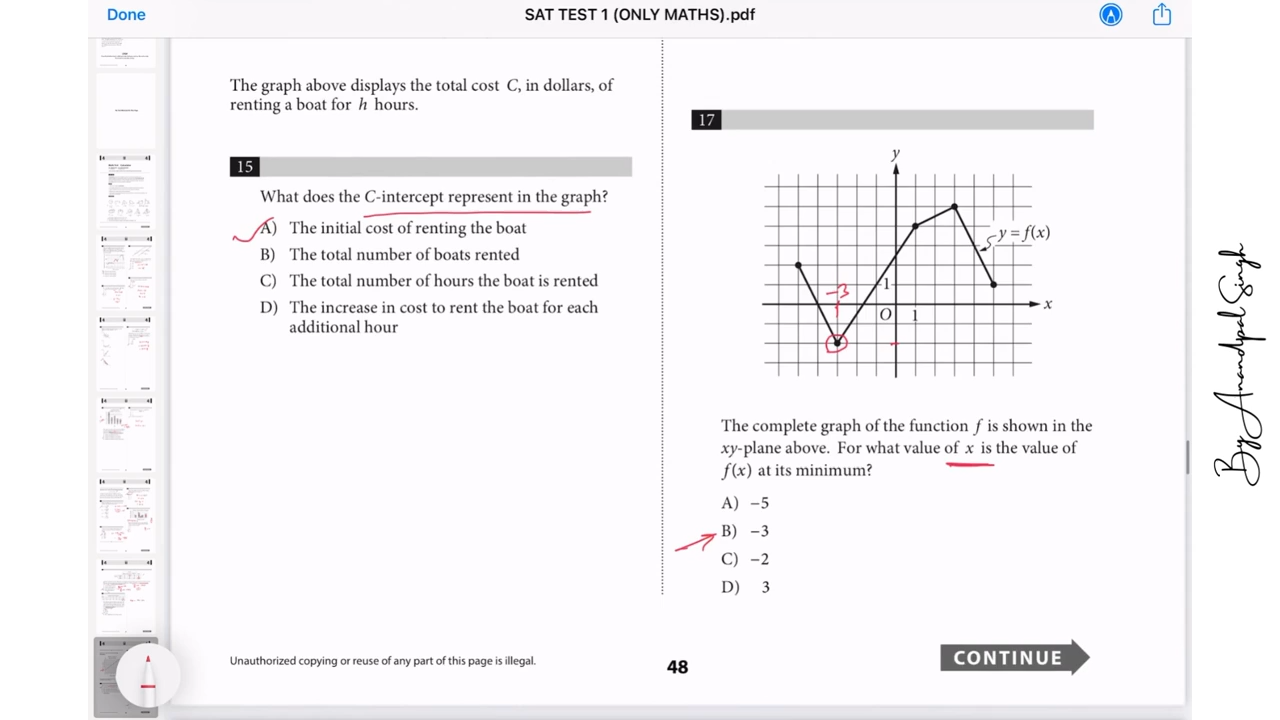 Done
SAT TEST 1 (ONLY MATHS).pdf
The graph above displays the total cost C, in dollars, of
renting a boat for h hours.
15
What does the C-intercept represent in the graph?
A) The initial cost of renting the boat
B) The total number of boats rented
C) The total number of hours the boat is rented
D) The increase in cost to rent the boat for each
additional hour
17
y
y = f(x)
-3
1
O
1
x
The complete graph of the function f is shown in the
xy-plane above. For what value of x is the value of
f(x) at its minimum?
A) −5
B) −3
C) −2
D) 3
Unauthorized copying or reuse of any part of this page is illegal.
48
CONTINUE
By Anandpal Singh